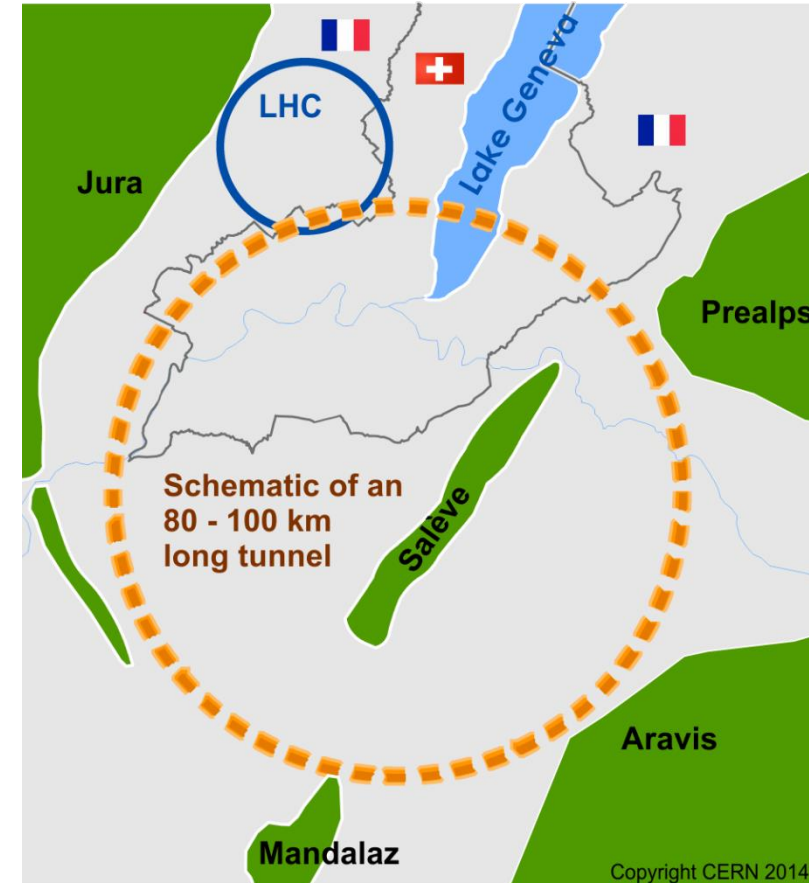 LHC
Lake Geneva
Jura
Prealps
Schematic of an
80 - 100 km
long tunnel
Salève
Aravis
Mandalaz
Copyright CERN 2014